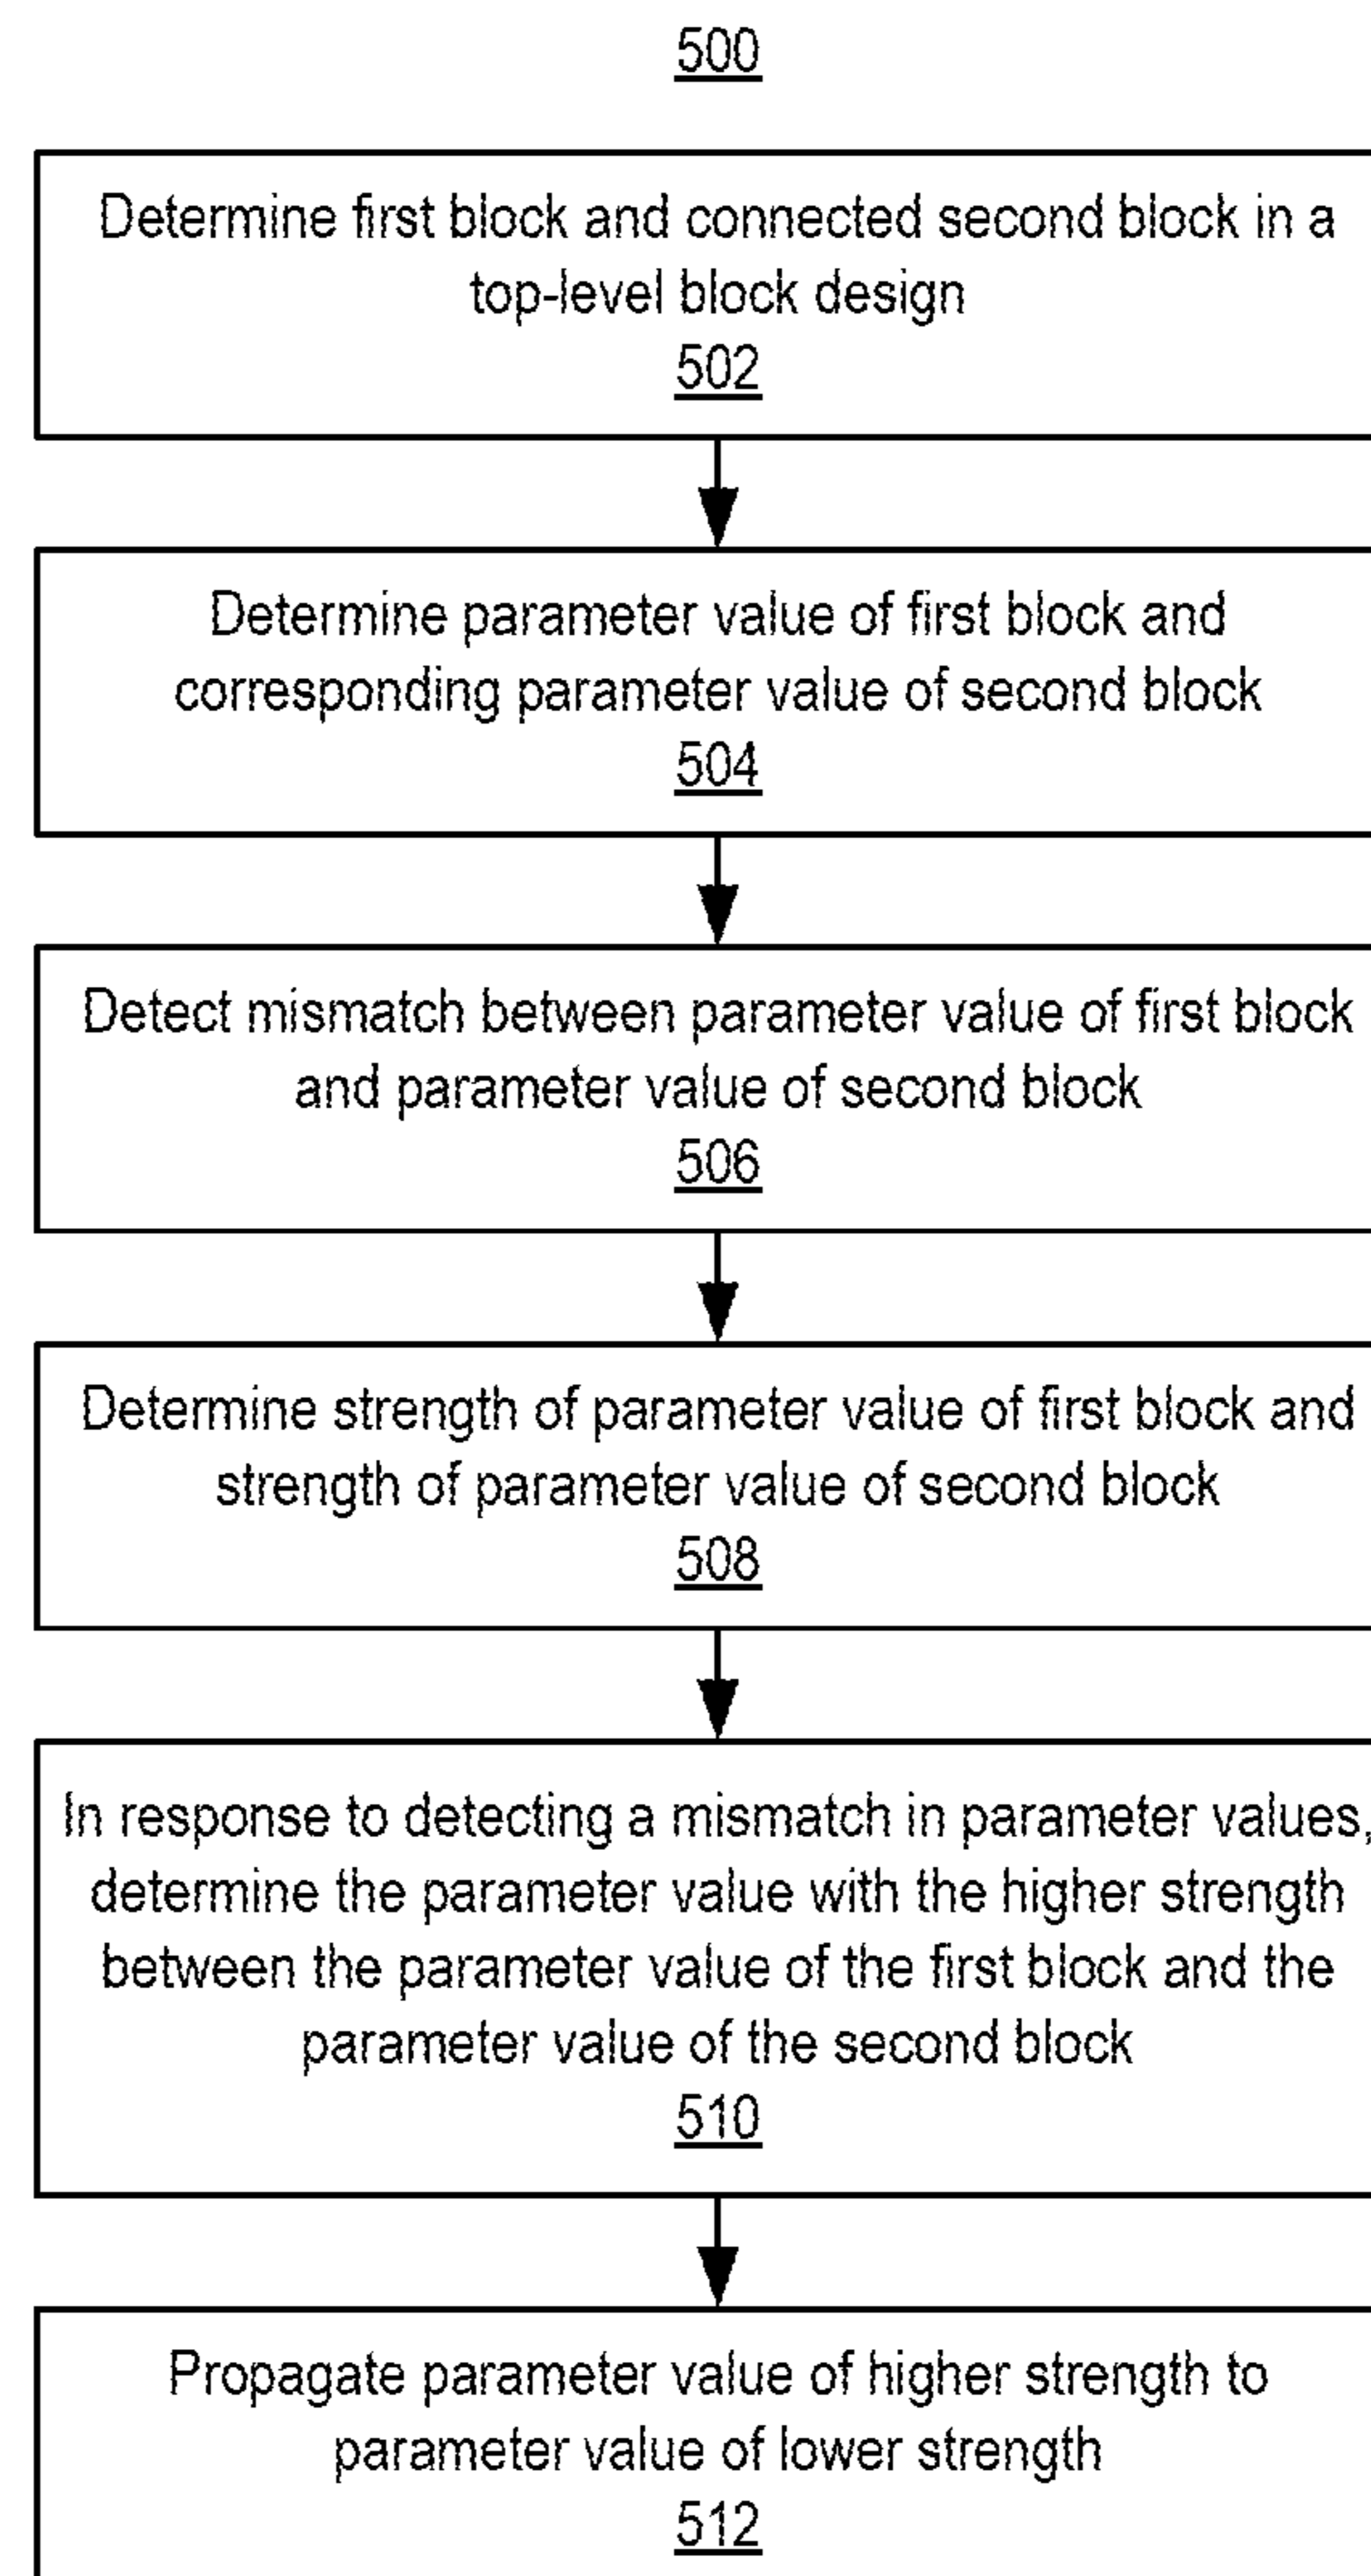 500
Determine first block and connected second block in a
top-level block design
502
Determine parameter value of first block and
corresponding parameter value of second block
504
Detect mismatch between parameter value of first block
and parameter value of second block
506
Determine strength of parameter value of first block and
strength of parameter value of second block
508
In response to detecting a mismatch in parameter values,
determine the parameter value with the higher strength
between the parameter value of the first block and the
parameter value of the second block
510
Propagate parameter value of higher strength to
parameter value of lower strength
512